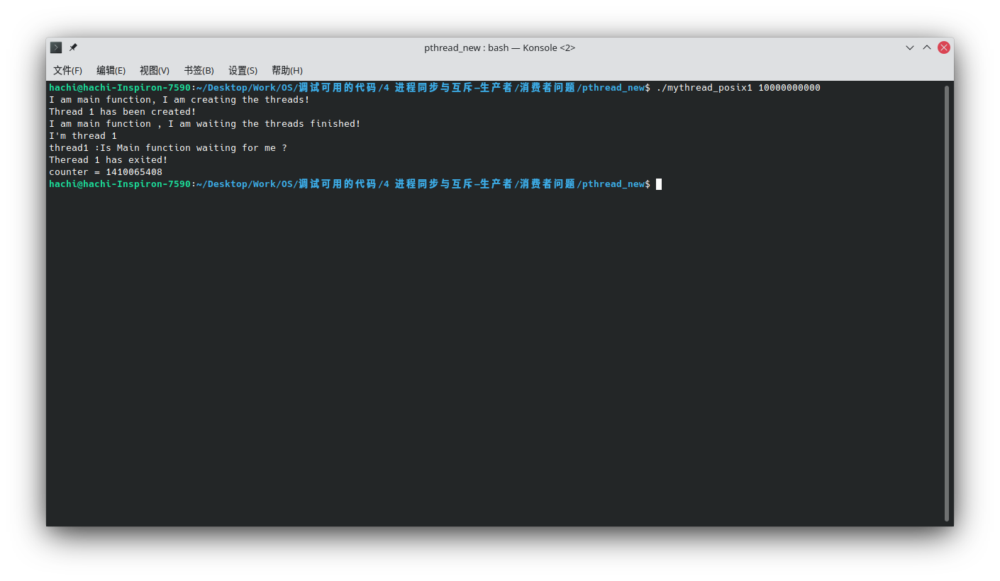 pthread_new : bash — Konsole <2>
文件(F) 编辑(E) 视图(V) 书签(B) 设置(S) 帮助(H)
hachi@hachi-Inspiron-7590:~/Desktop/Work/OS/调试可用的代码/4 进程同步与互斥—生产者/消费者问题/pthread_new$ ./mythread_posix1 10000000000
I am main function, I am creating the threads!
Thread 1 has been created!
I am main function , I am waiting the threads finished!
I'm thread 1
thread1 :Is Main function waiting for me ?
Theread 1 has exited!
counter = 1410065408
hachi@hachi-Inspiron-7590:~/Desktop/Work/OS/调试可用的代码/4 进程同步与互斥—生产者/消费者问题/pthread_new$